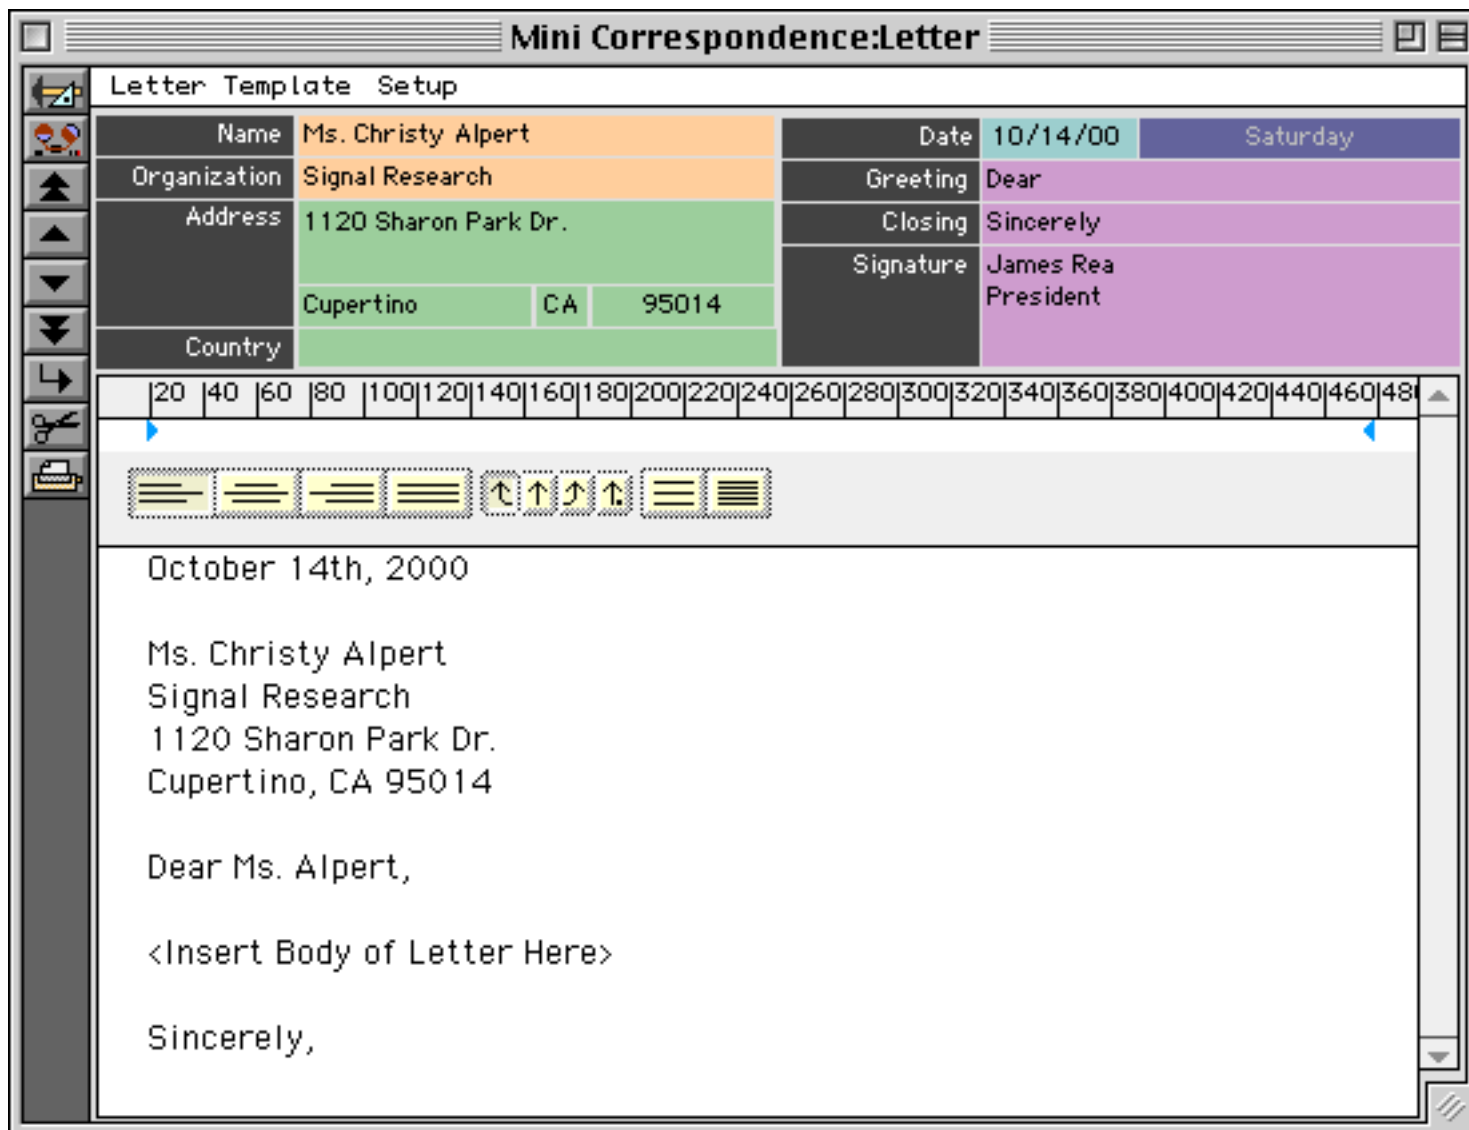 Mini Correspondence:Letter
Letter Template Setup
Name Ms. Christy Alpert
Organization Signal Research
Address 1120 Sharon Park Dr.
Cupertino CA 95014
Country
Date 10/14/00 Saturday
Greeting Dear
Closing Sincerely
Signature James Rea
President
|20 |40 |60 |80 |100|120|140|160|180|200|220|240|260|280|300|320|340|360|380|400|420|440|460|48
October 14th, 2000
Ms. Christy Alpert
Signal Research
1120 Sharon Park Dr.
Cupertino, CA 95014
Dear Ms. Alpert,
<Insert Body of Letter Here>
Sincerely,